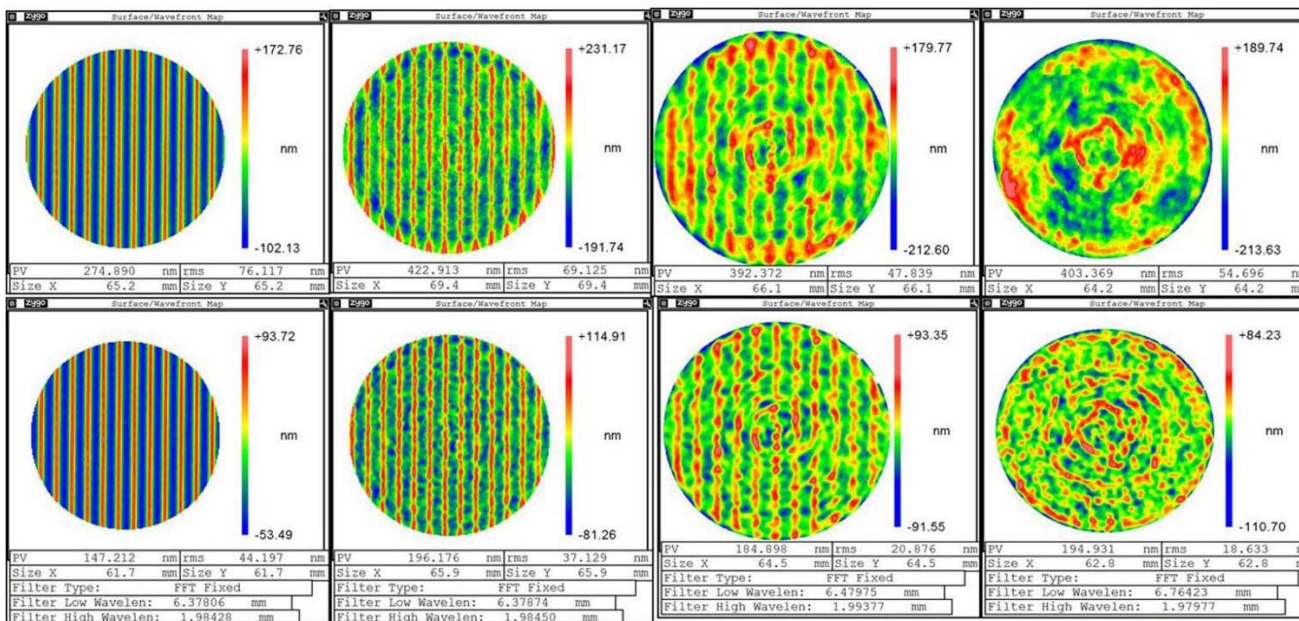 zygo Surface/Wavefront Map
+172.76
nm
-102.13
PV 274.890 nm rms 76.117 nm
Size X 65.2 mm Size Y 65.2 mm
zygo Surface/Wavefront Map
+231.17
nm
-191.74
PV 422.913 nm rms 69.125 nm
Size X 69.4 mm Size Y 69.4 mm
zygo Surface/Wavefront Map
+179.77
nm
-212.60
PV 392.372 nm rms 47.839 nm
Size X 66.1 mm Size Y 66.1 mm
zygo Surface/Wavefront Map
+189.74
nm
-213.63
PV 403.369 nm rms 54.696 nm
Size X 64.2 mm Size Y 64.2 mm
zygo Surface/Wavefront Map
+93.72
nm
-53.49
PV 147.212 nm rms 44.197 nm
Size X 61.7 mm Size Y 61.7 mm
Filter Type: FFT Fixed
Filter Low Wavelen: 6.37806 mm
Filter High Wavelen: 1.98428 mm
zygo Surface/Wavefront Map
+114.91
nm
-81.26
PV 196.176 nm rms 37.129 nm
Size X 65.9 mm Size Y 65.9 mm
Filter Type: FFT Fixed
Filter Low Wavelen: 6.37874 mm
Filter High Wavelen: 1.98450 mm
zygo Surface/Wavefront Map
+93.35
nm
-91.55
PV 184.898 nm rms 20.876 nm
Size X 64.5 mm Size Y 64.5 mm
Filter Type: FFT Fixed
Filter Low Wavelen: 6.47975 mm
Filter High Wavelen: 1.99377 mm
zygo Surface/Wavefront Map
+84.23
nm
-110.70
PV 194.931 nm rms 18.633 nm
Size X 62.8 mm Size Y 62.8 mm
Filter Type: FFT Fixed
Filter Low Wavelen: 6.76423 mm
Filter High Wavelen: 1.97977 mm